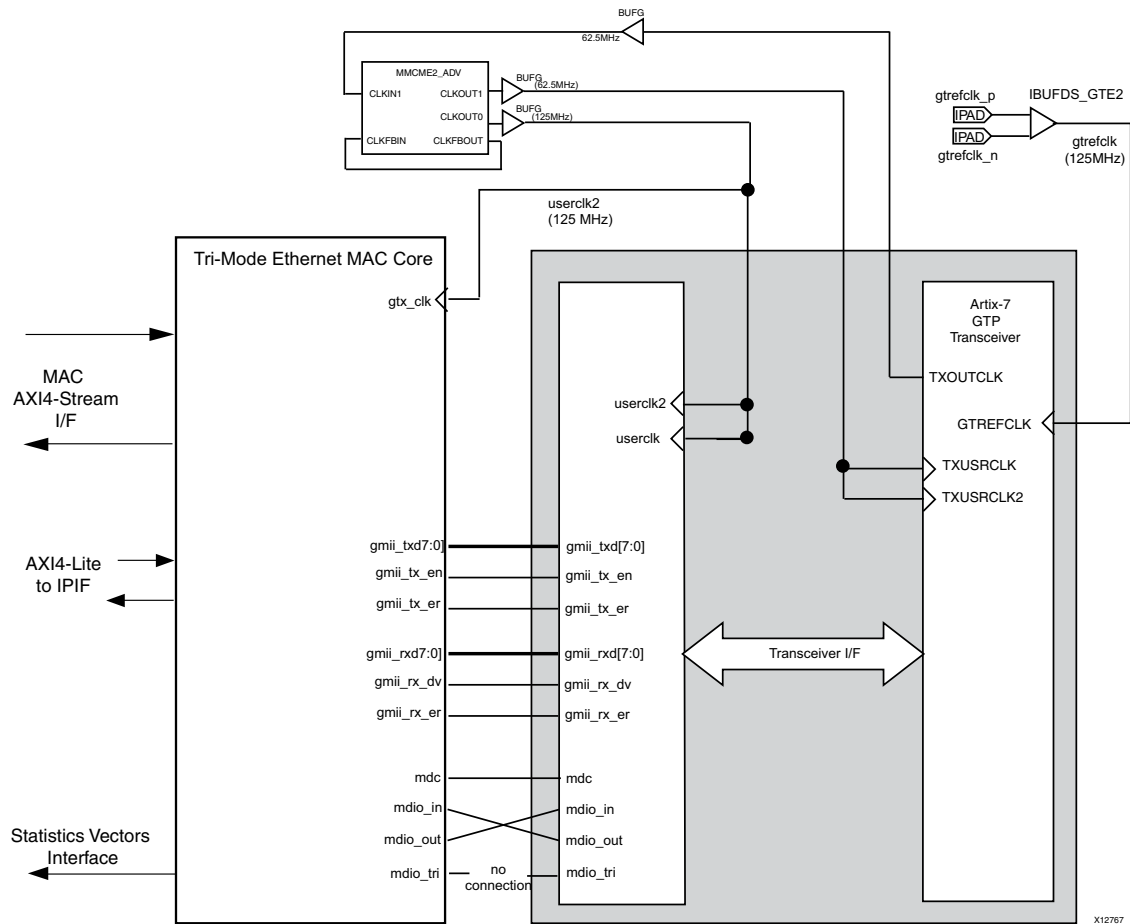 BUFG
62.5MHz
MMCME2_ADV
CLKIN1
CLKOUT1
CLKOUT0
CLKFBIN
CLKFBOUT
BUFG
(62.5MHz)
BUFG
(125MHz)
gtrefclk_p
IBUFDS_GTE2
IPAD
IPAD
gtrefclk_n
gtrefclk
(125MHz)
userclk2
(125 MHz)
Tri-Mode Ethernet MAC Core
gtx_clk
MAC
AXI4-Stream
I/F
AXI4-Lite
to IPIF
Statistics Vectors
Interface
gmii_txd7:0]
gmii_tx_en
gmii_tx_er
gmii_rxd7:0]
gmii_rx_dv
gmii_rx_er
mdc
mdio_in
mdio_out
mdio_tri
no
connection
userclk2
userclk
gmii_txd[7:0]
gmii_tx_en
gmii_tx_er
gmii_rxd[7:0]
gmii_rx_dv
gmii_rx_er
mdc
mdio_in
mdio_out
mdio_tri
Transceiver I/F
Artix-7
GTP
Transceiver
TXOUTCLK
GTREFCLK
TXUSRCLK
TXUSRCLK2
X12767